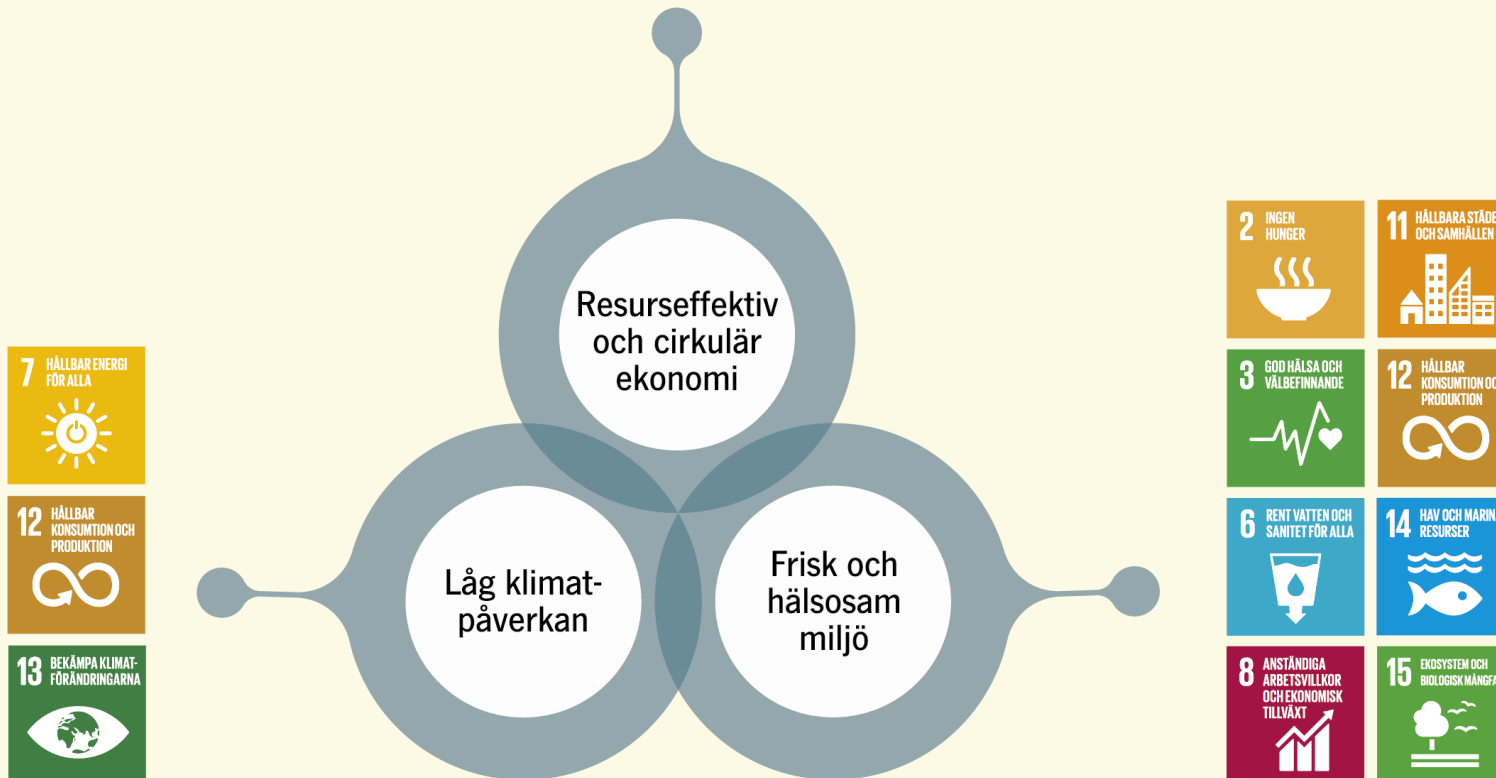 Resurseffektiv
och cirkulär
ekonomi
Låg klimat-
påverkan
Frisk och
hälsosam
miljö
7 HÅLLBAR ENERGI
FÖR ALLA
12 HÅLLBAR
KONSUMTION OCH
PRODUKTION
13 BEKÄMPA KLIMAT-
FÖRÄNDRINGARNA
2 INGEN
HUNGER
11 HÅLLBARA STÄDE
OCH SAMHÄLLEN
3 GOD HÄLSA OCH
VÄLBEFINNANDE
12 HÅLLBAR
KONSUMTION OC
PRODUKTION
6 RENT VATTEN OCH
SANITET FÖR ALLA
14 HAV OCH MARIN
RESURSER
8 ANSTÄNDIGA
ARBETSVILLKOR
OCH EKONOMISK
TILLVÄXT
15 EKOSYSTEM OCH
BIOLOGISK MÅNGFA